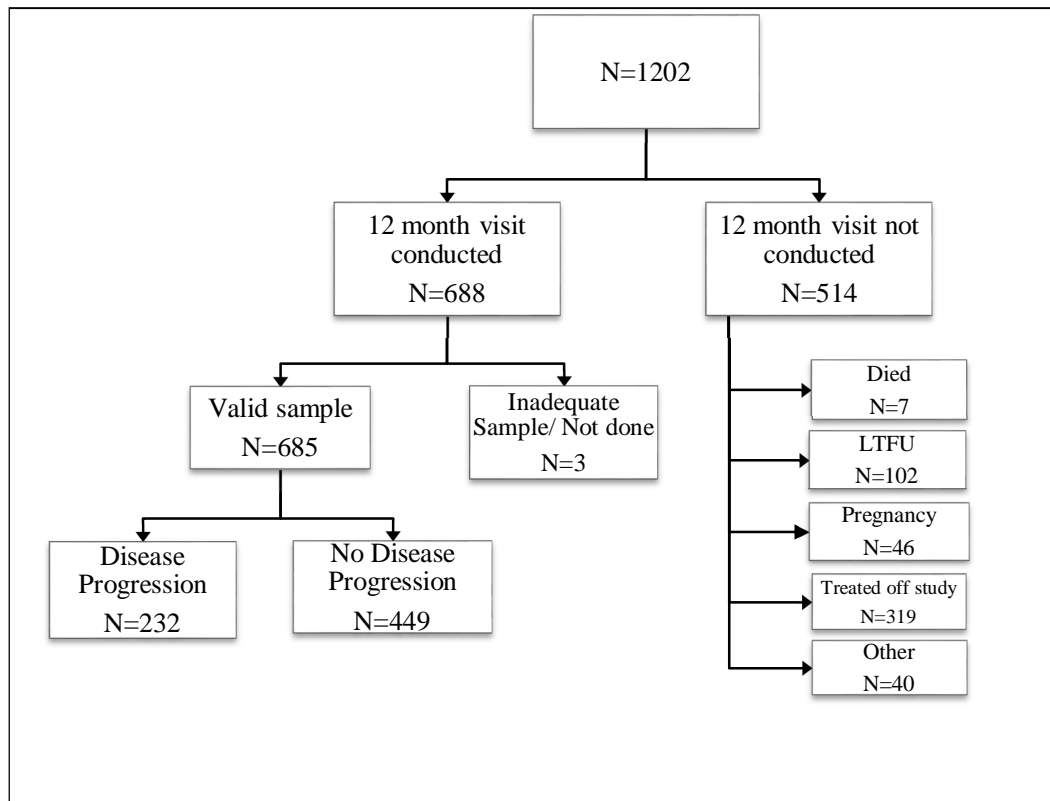 N=1202
12 month visit
conducted
N=688
12 month visit not
conducted
N=514
Valid sample
N=685
Inadequate
Sample/ Not done
N=3
Disease
Progression
N=232
No Disease
Progression
N=449
Died
N=7
LTFU
N=102
Pregnancy
N=46
Treated off study
N=319
Other
N=40